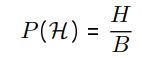 P(ℋ) = H/B